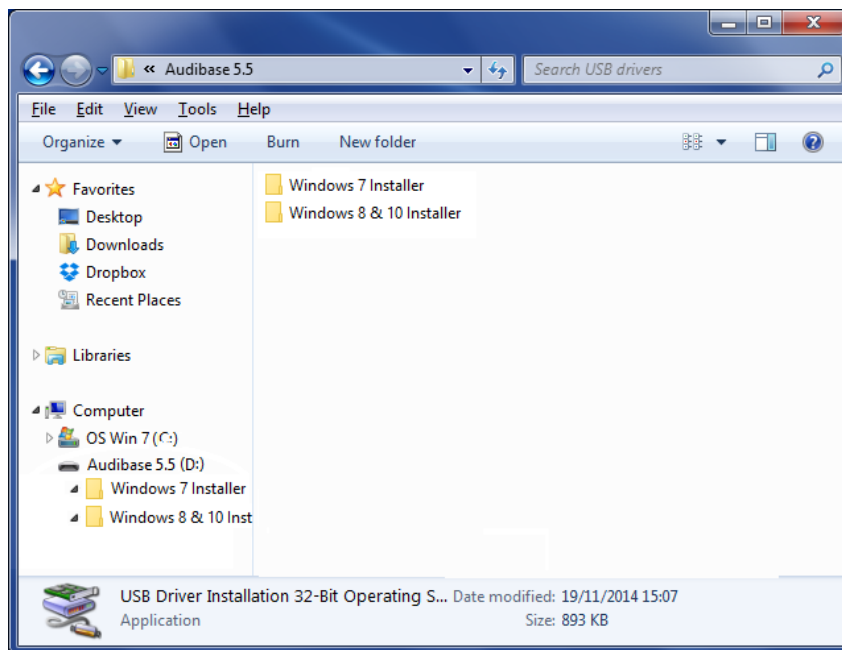 « Audibase 5.5
Search USB drivers
File Edit View Tools Help
Organize Open Burn New folder
Favorites
Desktop
Downloads
Dropbox
Recent Places
Libraries
Computer
OS Win 7 (C:)
Audibase 5.5 (D:)
Windows 7 Installer
Windows 8 & 10 Inst
Windows 7 Installer
Windows 8 & 10 Installer
USB Driver Installation 32-Bit Operating S... Date modified: 19/11/2014 15:07
Application Size: 893 KB